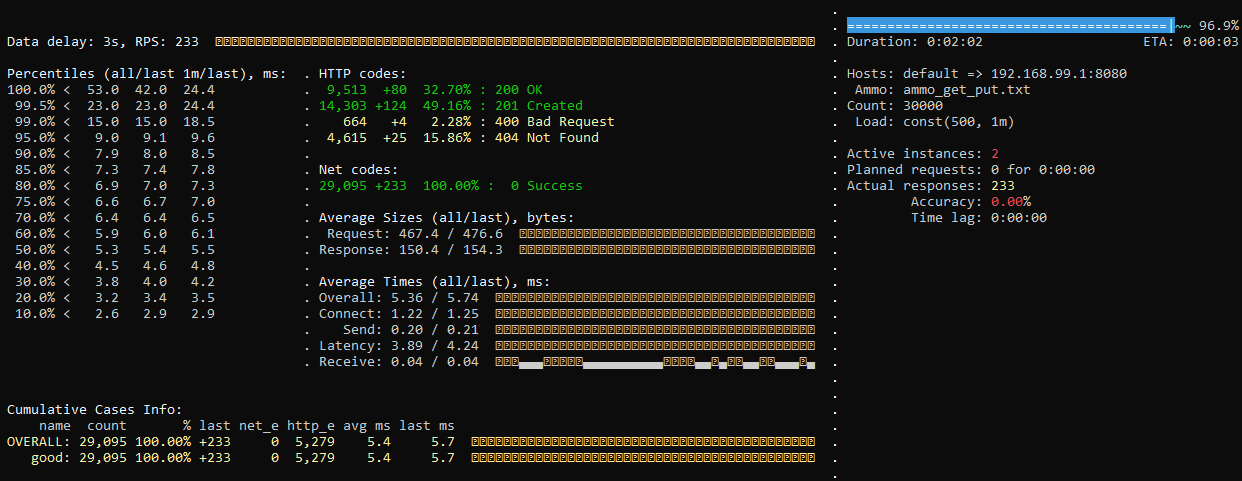 =======================================| ~~ 96.9%
Data delay: 3s, RPS: 233
Duration: 0:02:02 ETA: 0:00:03
Percentiles (all/last 1m/last), ms:
100.0% < 53.0 42.0 24.4
99.5% < 23.0 23.0 24.4
99.0% < 15.0 15.0 18.5
95.0% < 9.0 9.1 9.6
90.0% < 7.9 8.0 8.5
85.0% < 7.3 7.4 7.8
80.0% < 6.9 7.0 7.3
75.0% < 6.6 6.7 7.0
70.0% < 6.4 6.4 6.5
60.0% < 5.9 6.0 6.1
50.0% < 5.3 5.4 5.5
40.0% < 4.5 4.6 4.8
30.0% < 3.8 4.0 4.2
20.0% < 3.2 3.4 3.5
10.0% < 2.6 2.9 2.9
. HTTP codes:
. 9,513 +80 32.70% : 200 OK
. 14,303 +124 49.16% : 201 Created
. 664 +4 2.28% : 400 Bad Request
. 4,615 +25 15.86% : 404 Not Found
.
. Net codes:
. 29,095 +233 100.00% : 0 Success
.
. Average Sizes (all/last), bytes:
. Request: 467.4 / 476.6
. Response: 150.4 / 154.3
.
. Average Times (all/last), ms:
. Overall: 5.36 / 5.74
. Connect: 1.22 / 1.25
. Send: 0.20 / 0.21
. Latency: 3.89 / 4.24
. Receive: 0.04 / 0.04
Hosts: default => 192.168.99.1:8080
Ammo: ammo_get_put.txt
Count: 30000
Load: const(500, 1m)
Active instances: 2
Planned requests: 0 for 0:00:00
Actual responses: 233
Accuracy: 0.00%
Time lag: 0:00:00
Cumulative Cases Info:
name count % last net_e http_e avg ms last ms
OVERALL: 29,095 100.00% +233 0 5,279 5.4 5.7
good: 29,095 100.00% +233 0 5,279 5.4 5.7